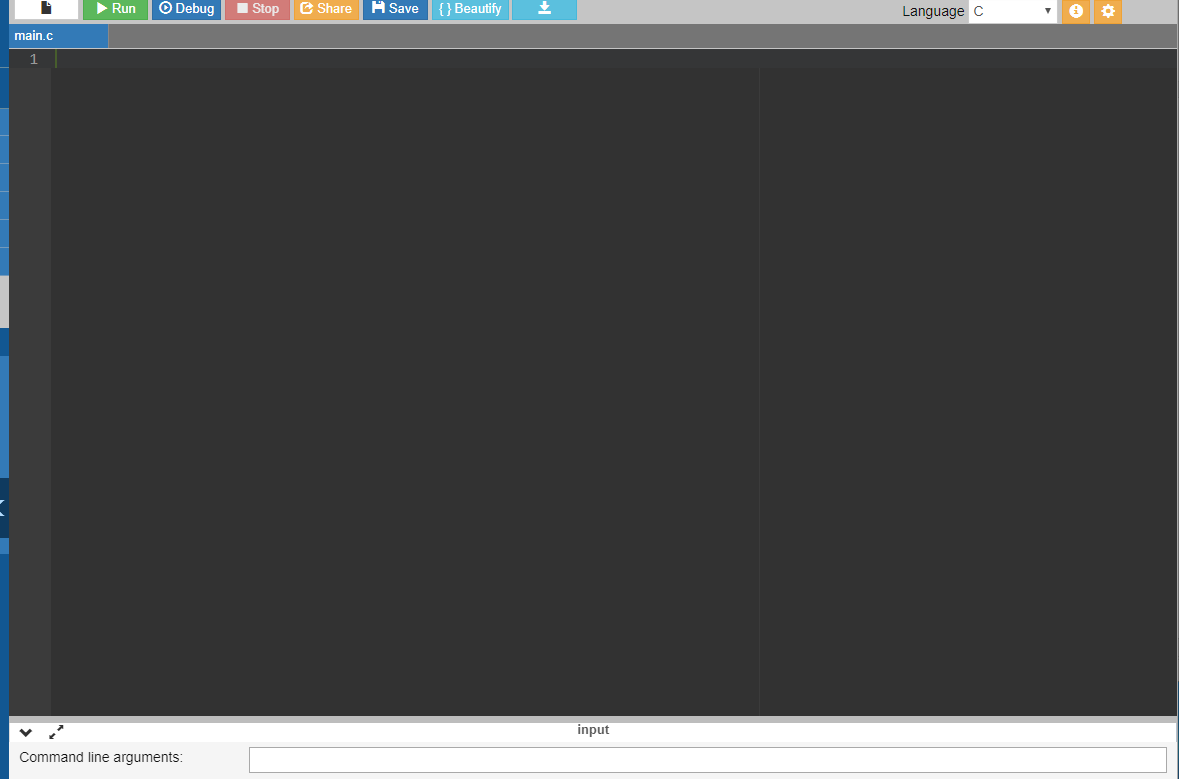 Run Debug Stop Share Save { } Beautify Language C
main.c
1
input
Command line arguments: